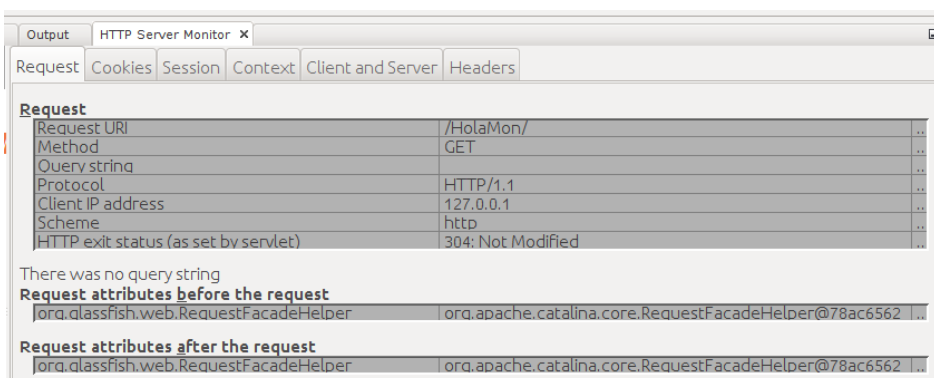 Output HTTP Server Monitor ×
Request Cookies Session Context Client and Server Headers
Request
Request URI /HolaMon/ ..
Method GET ..
Query string ..
Protocol HTTP/1.1 ..
Client IP address 127.0.0.1 ..
Scheme http ..
HTTP exit status (as set by servlet) 304: Not Modified ..
There was no query string
Request attributes before the request
org.glassfish.web.RequestFacadeHelper org.apache.catalina.core.RequestFacadeHelper@78ac6562 ..
Request attributes after the request
org.glassfish.web.RequestFacadeHelper org.apache.catalina.core.RequestFacadeHelper@78ac6562 ..